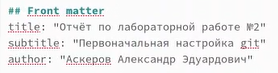 ## Front matter
title: "Отчёт по лабораторной работе №2"
subtitle: "Первоначальная настройка git"
author: "Аскеров Александр Эдуардович"